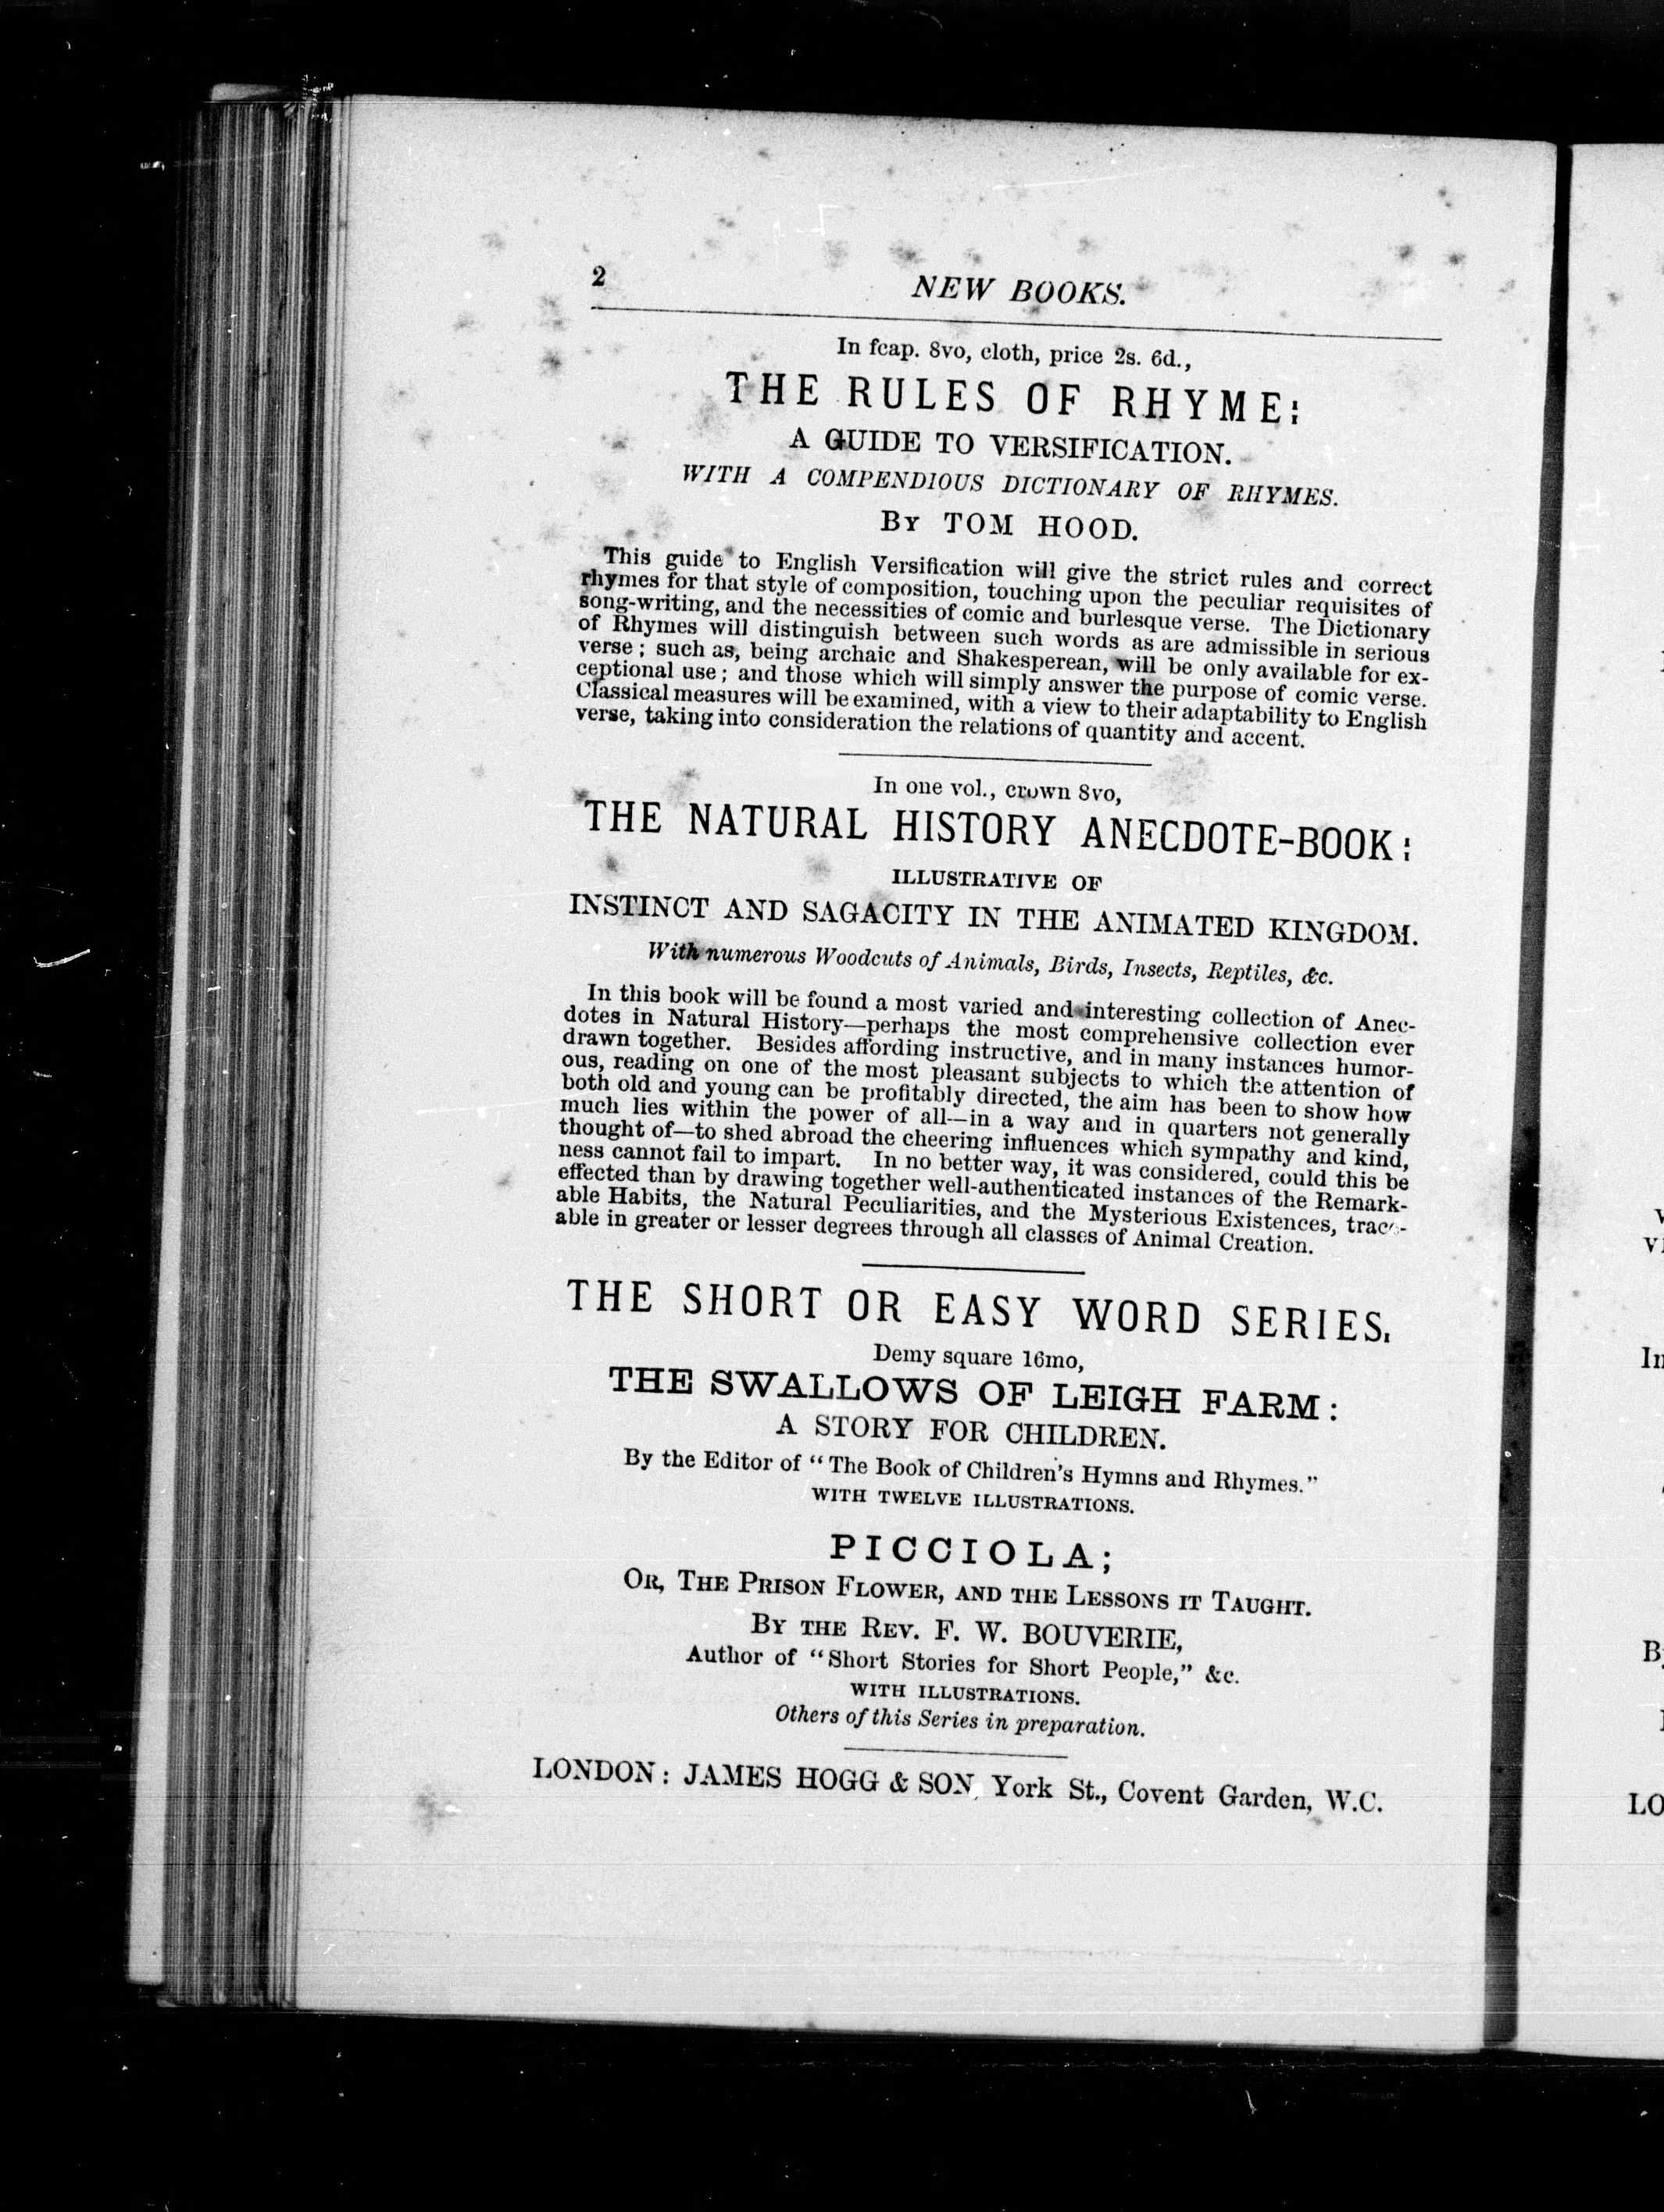 2
NEW BOOKS.
In fcap. 8vo, cloth, price 2s. 6d.,
THE RULES OF RHYME:
A GUIDE TO VERSIFICATION.
WITH A COMPENDIOUS DICTIONARY OF RHYMES.
BY TOM HOOD.
This guide to English Versification will give the strict rules and correct
rhymes for that style of composition, touching upon the peculiar requisites of
song-writing, and the necessities of comic and burlesque verse. The Dictionary
of Rhymes will distinguish between such words as are admissible in serious
verse; such as, being archaic and Shakesperean, will be only available for ex-
ceptional use; and those which will simply answer the purpose of comic verse.
Classical measures will be examined, with a view to their adaptability to English
verse, taking into consideration the relations of quantity and accent.
In one vol., crown 8vo,
THE NATURAL HISTORY ANECDOTE-BOOK:
ILLUSTRATIVE OF
INSTINCT AND SAGACITY IN THE ANIMATED KINGDOM.
With numerous Woodcuts of Animals, Birds, Insects, Reptiles, &c.
In this book will be found a most varied and interesting collection of Anec-
dotes in Natural History—perhaps the most comprehensive collection ever
drawn together. Besides affording instructive, and in many instances humor-
ous, reading on one of the most pleasant subjects to which the attention of
both old and young can be profitably directed, the aim has been to show how
much lies within the power of all—in a way and in quarters not generally
thought of—to shed abroad the cheering influences which sympathy and kind,
ness cannot fail to impart. In no better way, it was considered, could this be
effected than by drawing together well-authenticated instances of the Remark-
able Habits, the Natural Peculiarities, and the Mysterious Existences, trace-
able in greater or lesser degrees through all classes of Animal Creation.
THE SHORT OR EASY WORD SERIES.
Demy square 16mo,
THE SWALLOWS OF LEIGH FARM:
A STORY FOR CHILDREN.
By the Editor of "The Book of Children's Hymns and Rhymes."
WITH TWELVE ILLUSTRATIONS.
PICCIOLA;
OR, THE PRISON FLOWER, AND THE LESSONS IT TAUGHT.
BY THE REV. F. W. BOUVERIE,
Author of "Short Stories for Short People," &c.
WITH ILLUSTRATIONS.
Others of this Series in preparation.
LONDON: JAMES HOGG & SON, York St., Covent Garden, W.C.